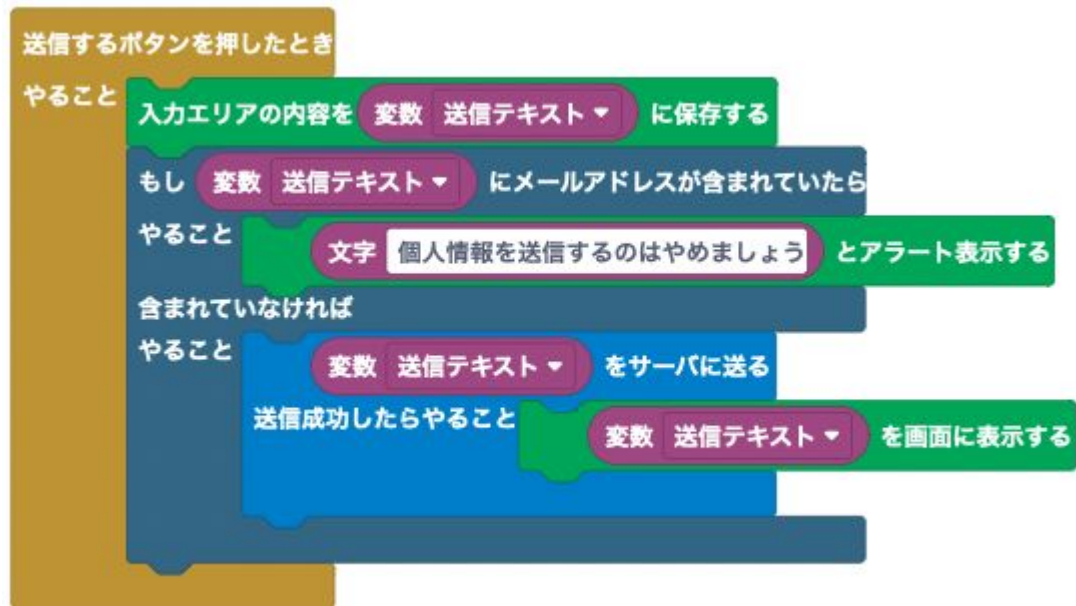 送信するボタンを押したとき
やること
入力エリアの内容を 変数 送信テキスト に保存する
もし 変数 送信テキスト にメールアドレスが含まれていたら
やること
文字 個人情報を送信するのはやめましょう とアラート表示する
含まれていなければ
やること
変数 送信テキスト をサーバに送る
送信成功したらやること
変数 送信テキスト を画面に表示する